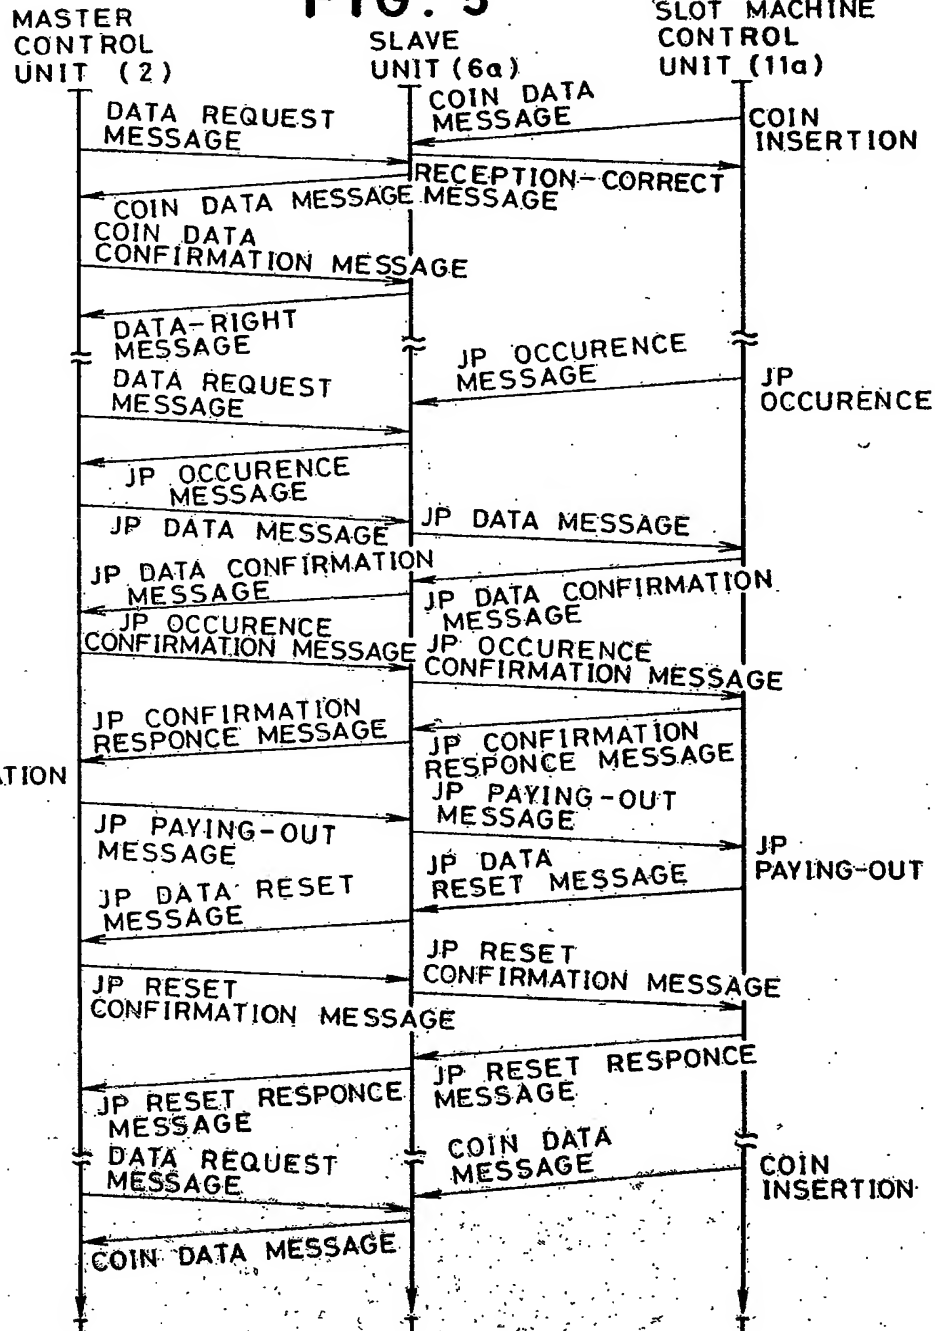 FIG. 5
MASTER
CONTROL
UNIT (2)
SLAVE
UNIT (6a)
SLOT MACHINE
CONTROL
UNIT (11a)
DATA REQUEST
MESSAGE
COIN DATA
MESSAGE
COIN
INSERTION
RECEPTION-CORRECT
MESSAGE
COIN DATA MESSAGE
COIN DATA
CONFIRMATION MESSAGE
DATA-RIGHT
MESSAGE
JP OCCURENCE
MESSAGE
JP
OCCURENCE
DATA REQUEST
MESSAGE
JP OCCURENCE
MESSAGE
JP DATA MESSAGE
JP DATA MESSAGE
JP DATA CONFIRMATION
MESSAGE
JP DATA CONFIRMATION
MESSAGE
JP OCCURENCE
CONFIRMATION MESSAGE
JP OCCURENCE
CONFIRMATION MESSAGE
JP CONFIRMATION
RESPONCE MESSAGE
JP CONFIRMATION
RESPONCE MESSAGE
ATION
JP PAYING-OUT
MESSAGE
JP PAYING-OUT
MESSAGE
JP
PAYING-OUT
JP DATA
RESET MESSAGE
JP DATA RESET
MESSAGE
JP RESET
CONFIRMATION MESSAGE
JP RESET
CONFIRMATION MESSAGE
JP RESET RESPONCE
MESSAGE
JP RESET RESPONCE
MESSAGE
COIN DATA
MESSAGE
COIN
INSERTION
DATA REQUEST
MESSAGE
COIN DATA MESSAGE